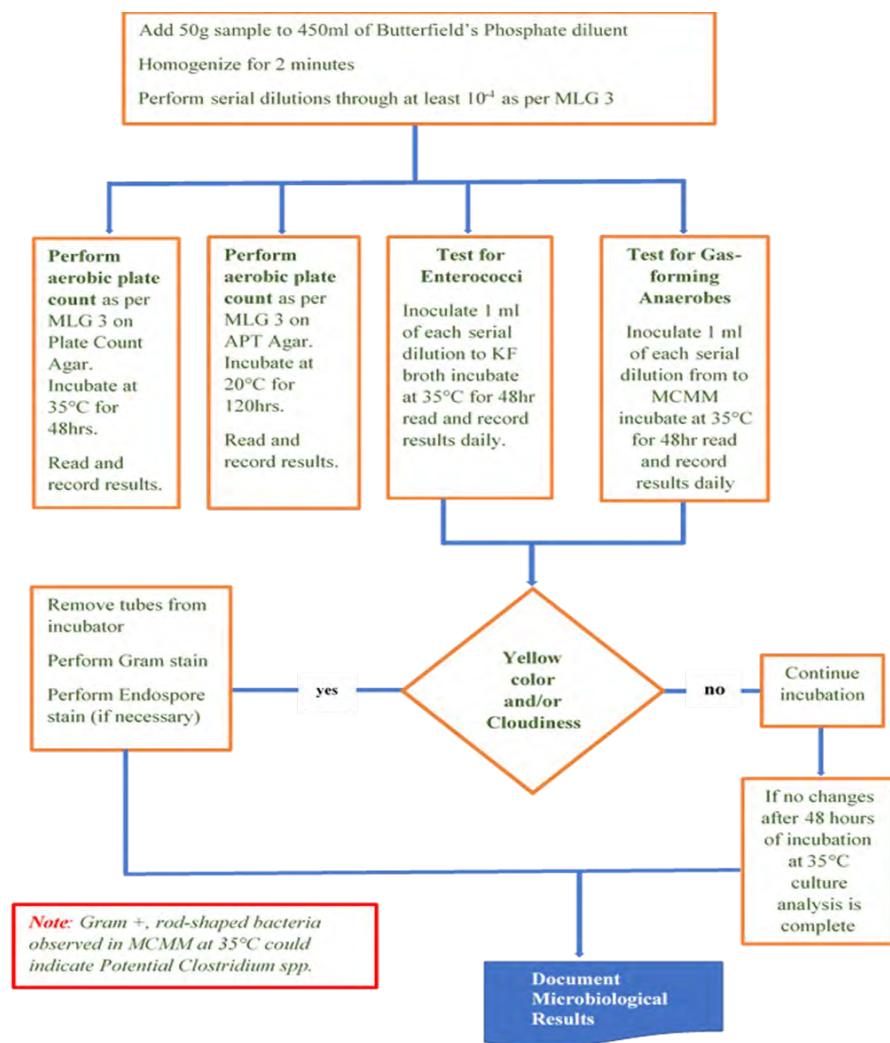 Add 50g sample to 450ml of Butterfield's Phosphate diluent
Homogenize for 2 minutes
Perform serial dilutions through at least 10⁻⁴ as per MLG 3
Perform
aerobic plate
count as per
MLG 3 on
Plate Count
Agar.
Incubate at
35°C for
48hrs.
Read and
record results.
Perform
aerobic plate
count as per
MLG 3 on
APT Agar.
Incubate at
20°C for
120hrs.
Read and
record results.
Test for
Enterococci
Inoculate 1 ml
of each serial
dilution to KF
broth incubate
at 35°C for 48hr
read and record
results daily.
Test for Gas-
forming
Anaerobes
Inoculate 1 ml
of each serial
dilution from to
MCMM
incubate at 35°C
for 48hr read
and record
results daily
Remove tubes from
incubator
Perform Gram stain
Perform Endospore
stain (if necessary)
yes
Yellow
color
and/or
Cloudiness
no
Continue
incubation
If no changes
after 48 hours
of incubation
at 35°C
culture
analysis is
complete
Note: Gram +, rod-shaped bacteria
observed in MCMM at 35°C could
indicate Potential Clostridium spp.
Document
Microbiological
Results